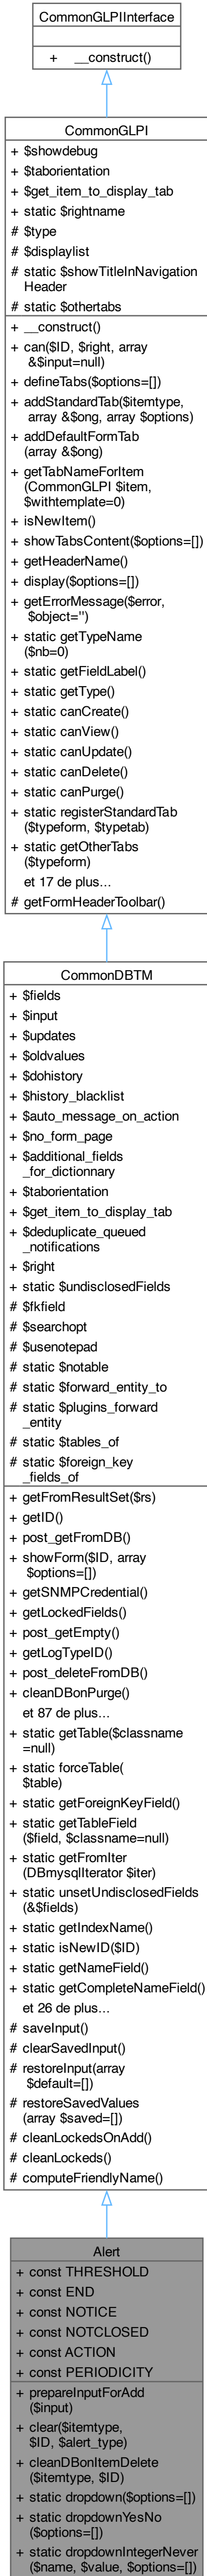 CommonGLPIInterface
+ __construct()
CommonGLPI
+ $showdebug
+ $taborientation
+ $get_item_to_display_tab
+ static $rightname
# $type
# $displaylist
# static $showTitleInNavigation
Header
# static $othertabs
+ __construct()
+ can($ID, $right, array
&$input=null)
+ defineTabs($options=[])
+ addStandardTab($itemtype,
array &$ong, array $options)
+ addDefaultFormTab
(array &$ong)
+ getTabNameForItem
(CommonGLPI $item,
$withtemplate=0)
+ isNewItem()
+ showTabsContent($options=[])
+ getHeaderName()
+ display($options=[])
+ getErrorMessage($error,
$object='')
+ static getTypeName
($nb=0)
+ static getFieldLabel()
+ static getType()
+ static canCreate()
+ static canView()
+ static canUpdate()
+ static canDelete()
+ static canPurge()
+ static registerStandardTab
($typeform, $typetab)
+ static getOtherTabs
($typeform)
et 17 de plus...
# getFormHeaderToolbar()
CommonDBTM
+ $fields
+ $input
+ $updates
+ $oldvalues
+ $dohistory
+ $history_blacklist
+ $auto_message_on_action
+ $no_form_page
+ $additional_fields
_for_dictionnary
+ $taborientation
+ $get_item_to_display_tab
+ $deduplicate_queued
_notifications
+ $right
+ static $undisclosedFields
# $fkfield
# $searchopt
# $usenotepad
# static $notable
# static $forward_entity_to
# static $plugins_forward
_entity
# static $tables_of
# static $foreign_key
_fields_of
+ getFromResultSet($rs)
+ getID()
+ post_getFromDB()
+ showForm($ID, array
$options=[])
+ getSNMPCredential()
+ getLockedFields()
+ post_getEmpty()
+ getLogTypeID()
+ post_deleteFromDB()
+ cleanDBonPurge()
et 87 de plus...
+ static getTable($classname
=null)
+ static forceTable(
$table)
+ static getForeignKeyField()
+ static getTableField
($field, $classname=null)
+ static getFromIter
(DBmysqlIterator $iter)
+ static unsetUndisclosedFields
(&$fields)
+ static getIndexName()
+ static isNewID($ID)
+ static getNameField()
+ static getCompleteNameField()
et 26 de plus...
# saveInput()
# clearSavedInput()
# restoreInput(array
$default=[])
# restoreSavedValues
(array $saved=[])
# cleanLockedsOnAdd()
# cleanLockeds()
# computeFriendlyName()
Alert
+ const THRESHOLD
+ const END
+ const NOTICE
+ const NOTCLOSED
+ const ACTION
+ const PERIODICITY
+ prepareInputForAdd
($input)
+ clear($itemtype,
$ID, $alert_type)
+ cleanDBonItemDelete
($itemtype, $ID)
+ static dropdown($options=[])
+ static dropdownYesNo
($options=[])
+ static dropdownIntegerNever
($name, $value, $options=[])